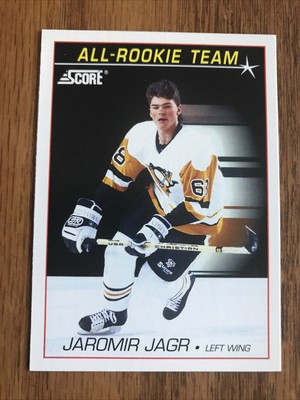 ALL-ROOKIE TEAM
SCORE
68
CHRISTIAN
JAROMIR JAGR • LEFT WING